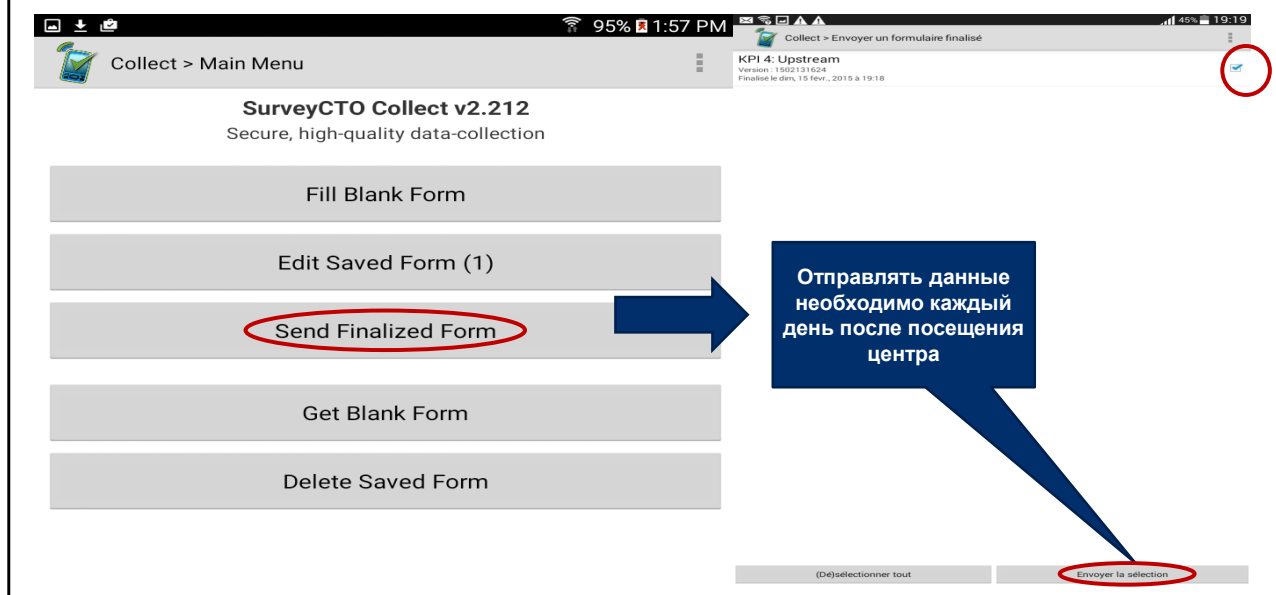 95% 1:57 PM
Collect > Main Menu
SurveyCTO Collect v2.212
Secure, high-quality data-collection
Fill Blank Form
Edit Saved Form (1)
Send Finalized Form
Get Blank Form
Delete Saved Form
45% 19:19
Collect > Envoyer un formulaire finalisé
KPI 4: Upstream
Version : 1502131624
Finalisé le dim, 15 févr., 2015 à 19:18
Отправлять данные
необходимо каждый
день после посещения
центра
(Dé)sélectionner tout
Envoyer la sélection